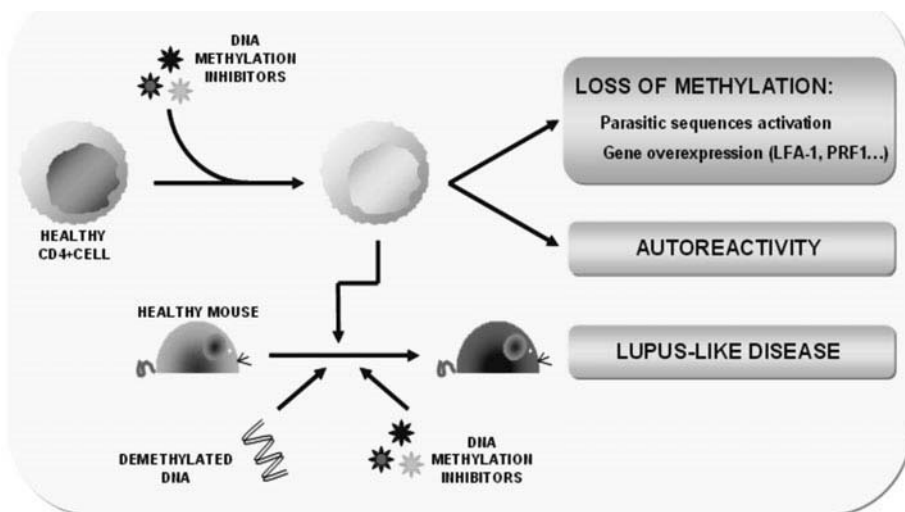 DNA
METHYLATION
INHIBITORS
LOSS OF METHYLATION:
Parasitic sequences activation
Gene overexpression (LFA-1, PRF1...)
HEALTHY
CD4+CELL
AUTOREACTIVITY
HEALTHY MOUSE
LUPUS-LIKE DISEASE
DEMETHYLATED
DNA
DNA
METHYLATION
INHIBITORS